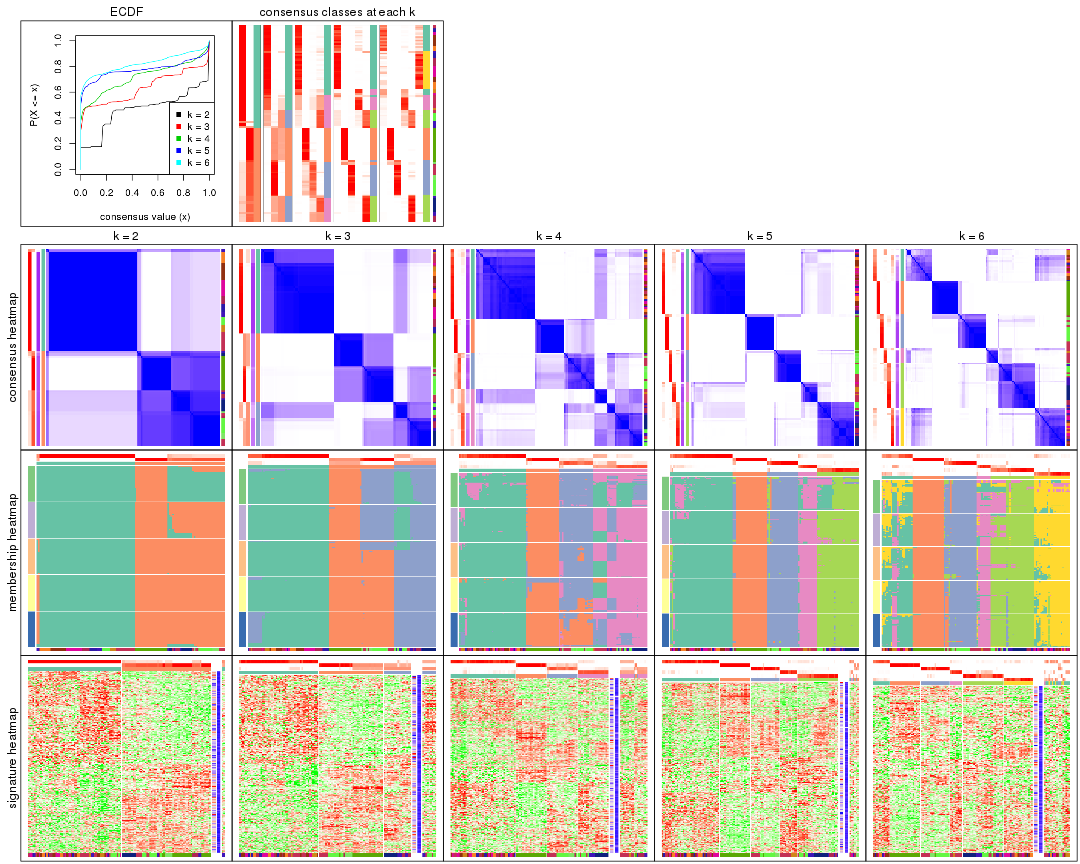 ECDF
consensus classes at each k
P(X <= x)
1.0
0.8
0.6
0.4
0.2
0.0
k = 2
k = 3
k = 4
k = 5
k = 6
0.0 0.2 0.4 0.6 0.8 1.0
consensus value (x)
k = 2
k = 3
k = 4
k = 5
k = 6
consensus heatmap
membership heatmap
signature heatmap